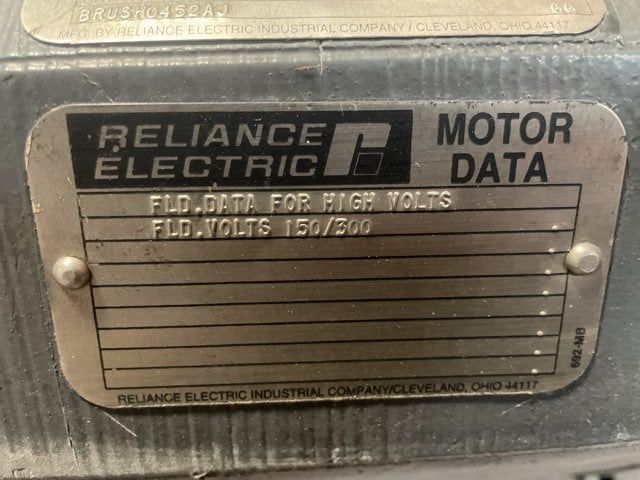 BRUSH0452AJ
MFG. BY RELIANCE ELECTRIC INDUSTRIAL COMPANY / CLEVELAND, OHIO 44117
RELIANCE
ELECTRIC
MOTOR
DATA
FLD.DATA FOR HIGH VOLTS
FLD.VOLTS 150/300
692-MB
RELIANCE ELECTRIC INDUSTRIAL COMPANY/CLEVELAND, OHIO 44117